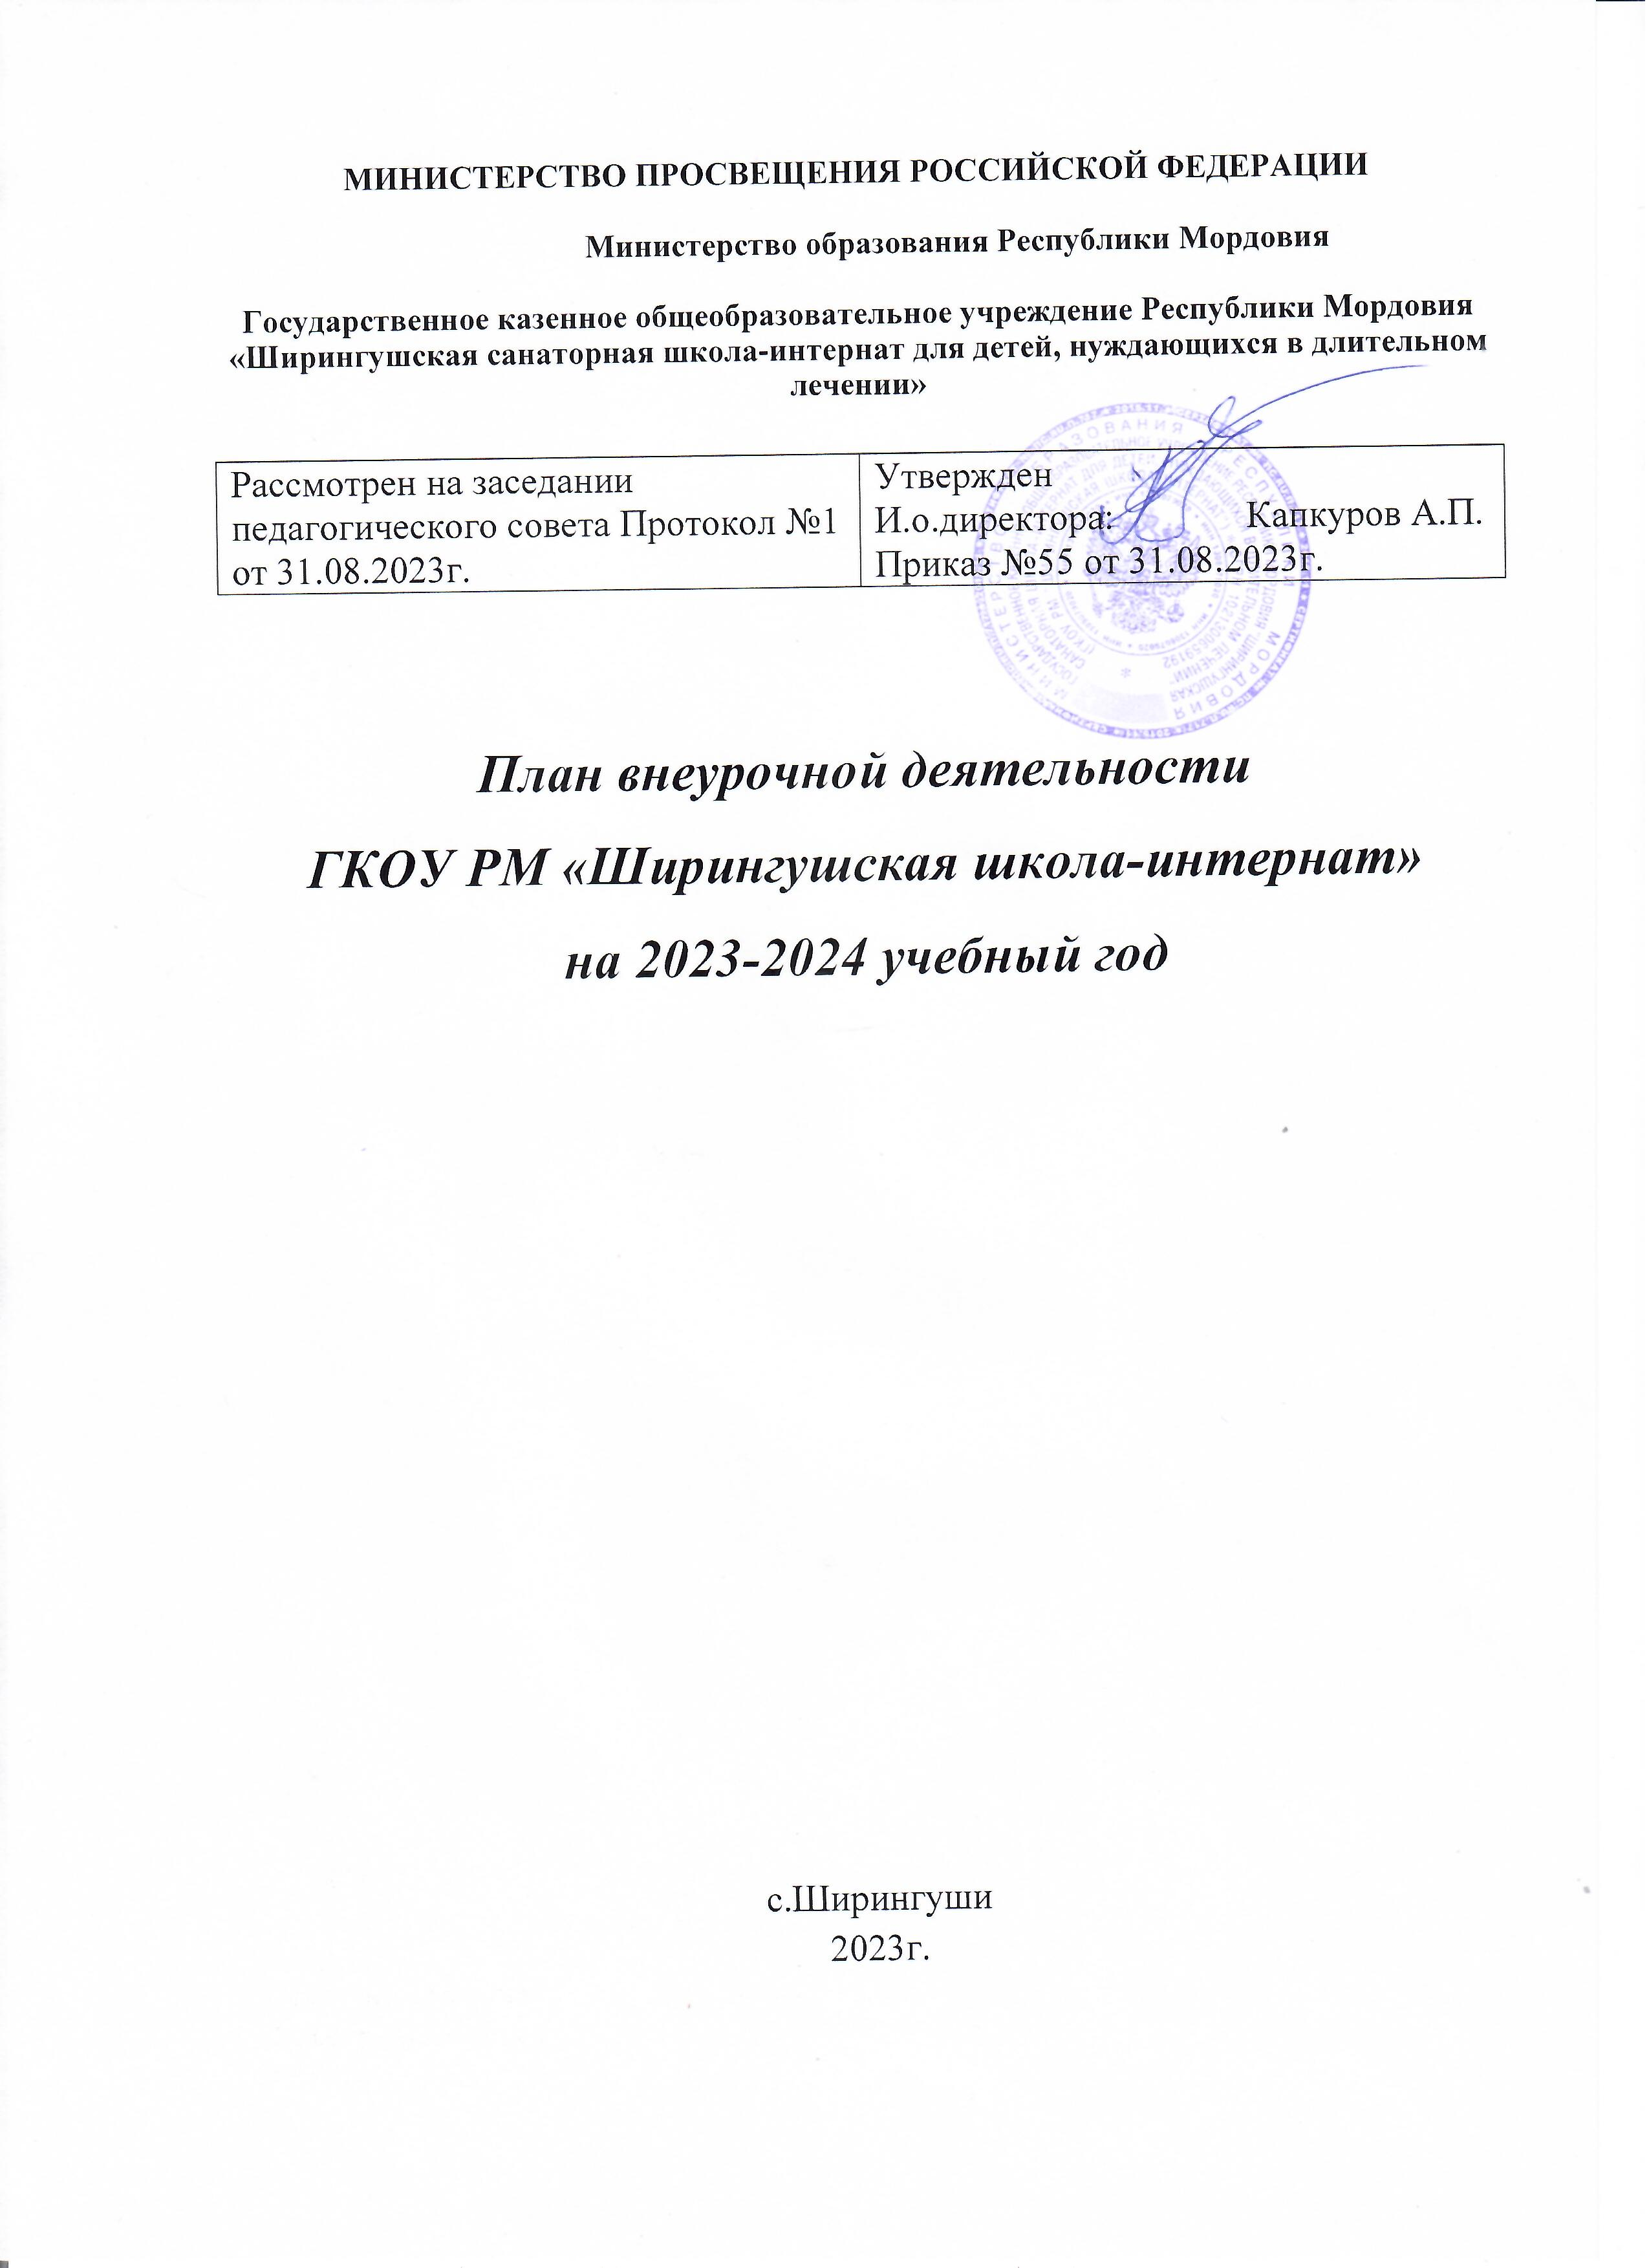 МИНИСТЕРСТВО ПРОСВЕЩЕНИЯ РОССИЙСКОЙ ФЕДЕРАЦИИ
Министерство образования Республики Мордовия
Государственное казенное общеобразовательное учреждение Республики Мордовия
«Ширингушская санаторная школа-интернат для детей, нуждающихся в длительном
лечении»
Рассмотрен на заседании
педагогического совета Протокол №1
от 31.08.2023г.
Утвержден
И.о.директора: Капкуров А.П.
Приказ №55 от 31.08.2023г.
План внеурочной деятельности
ГКОУ РМ «Ширингушская школа-интернат»
на 2023-2024 учебный год
с.Ширингуши
2023г.